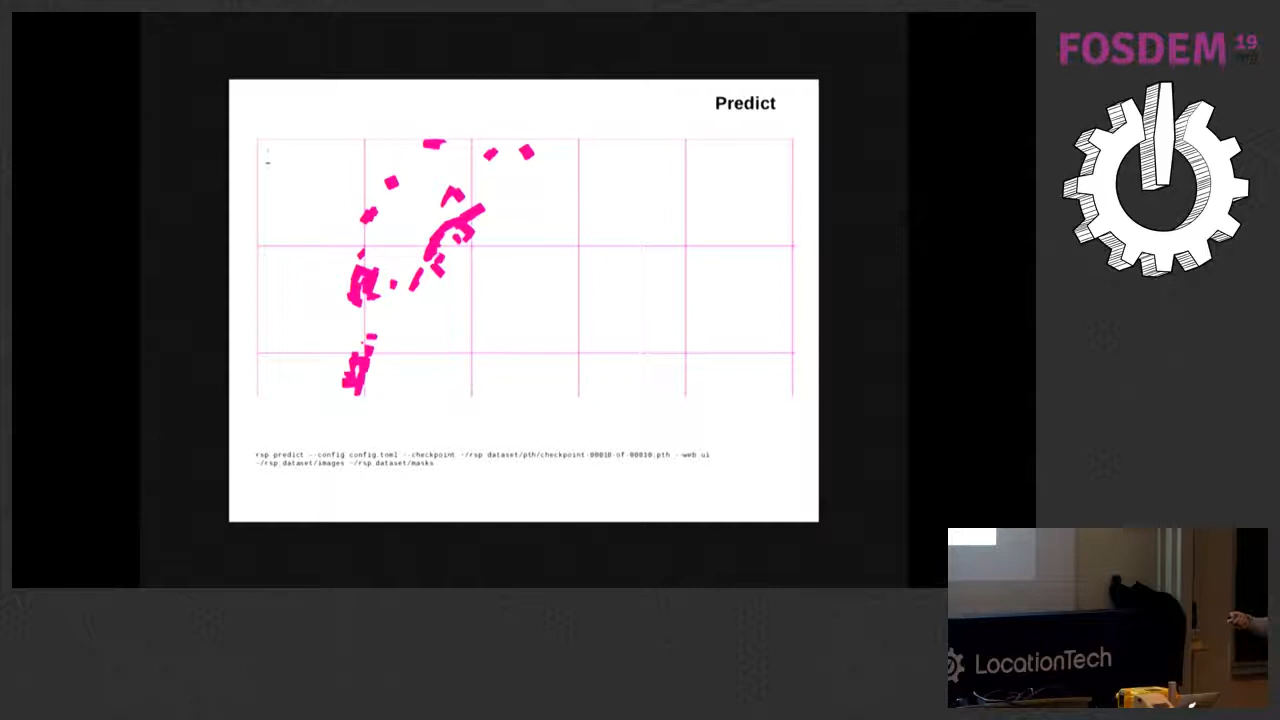 FOSDEM 19
.org
Predict
rsp predict --config config.toml --checkpoint ~/rsp_dataset/pth/checkpoint-00010-of-00010.pth --web_ui
~/rsp_dataset/images ~/rsp_dataset/masks
LocationTech